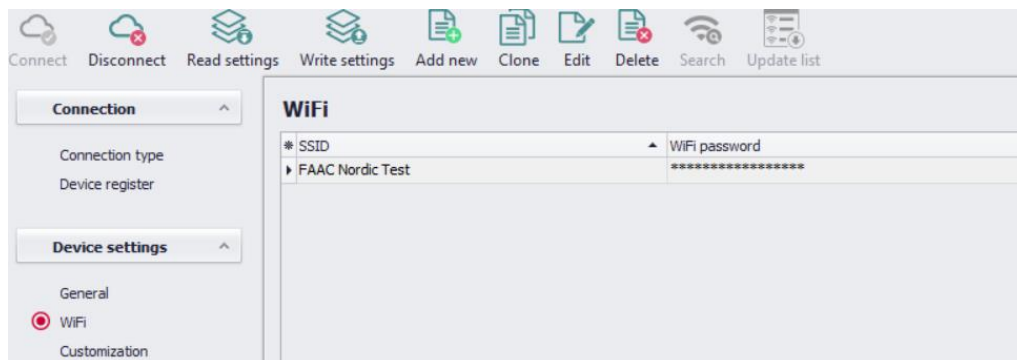 Connect Disconnect Read settings Write settings Add new Clone Edit Delete Search Update list
Connection
Connection type
Device register
Device settings
General
WiFi
Customization
WiFi
SSID WiFi password
FAAC Nordic Test *****************